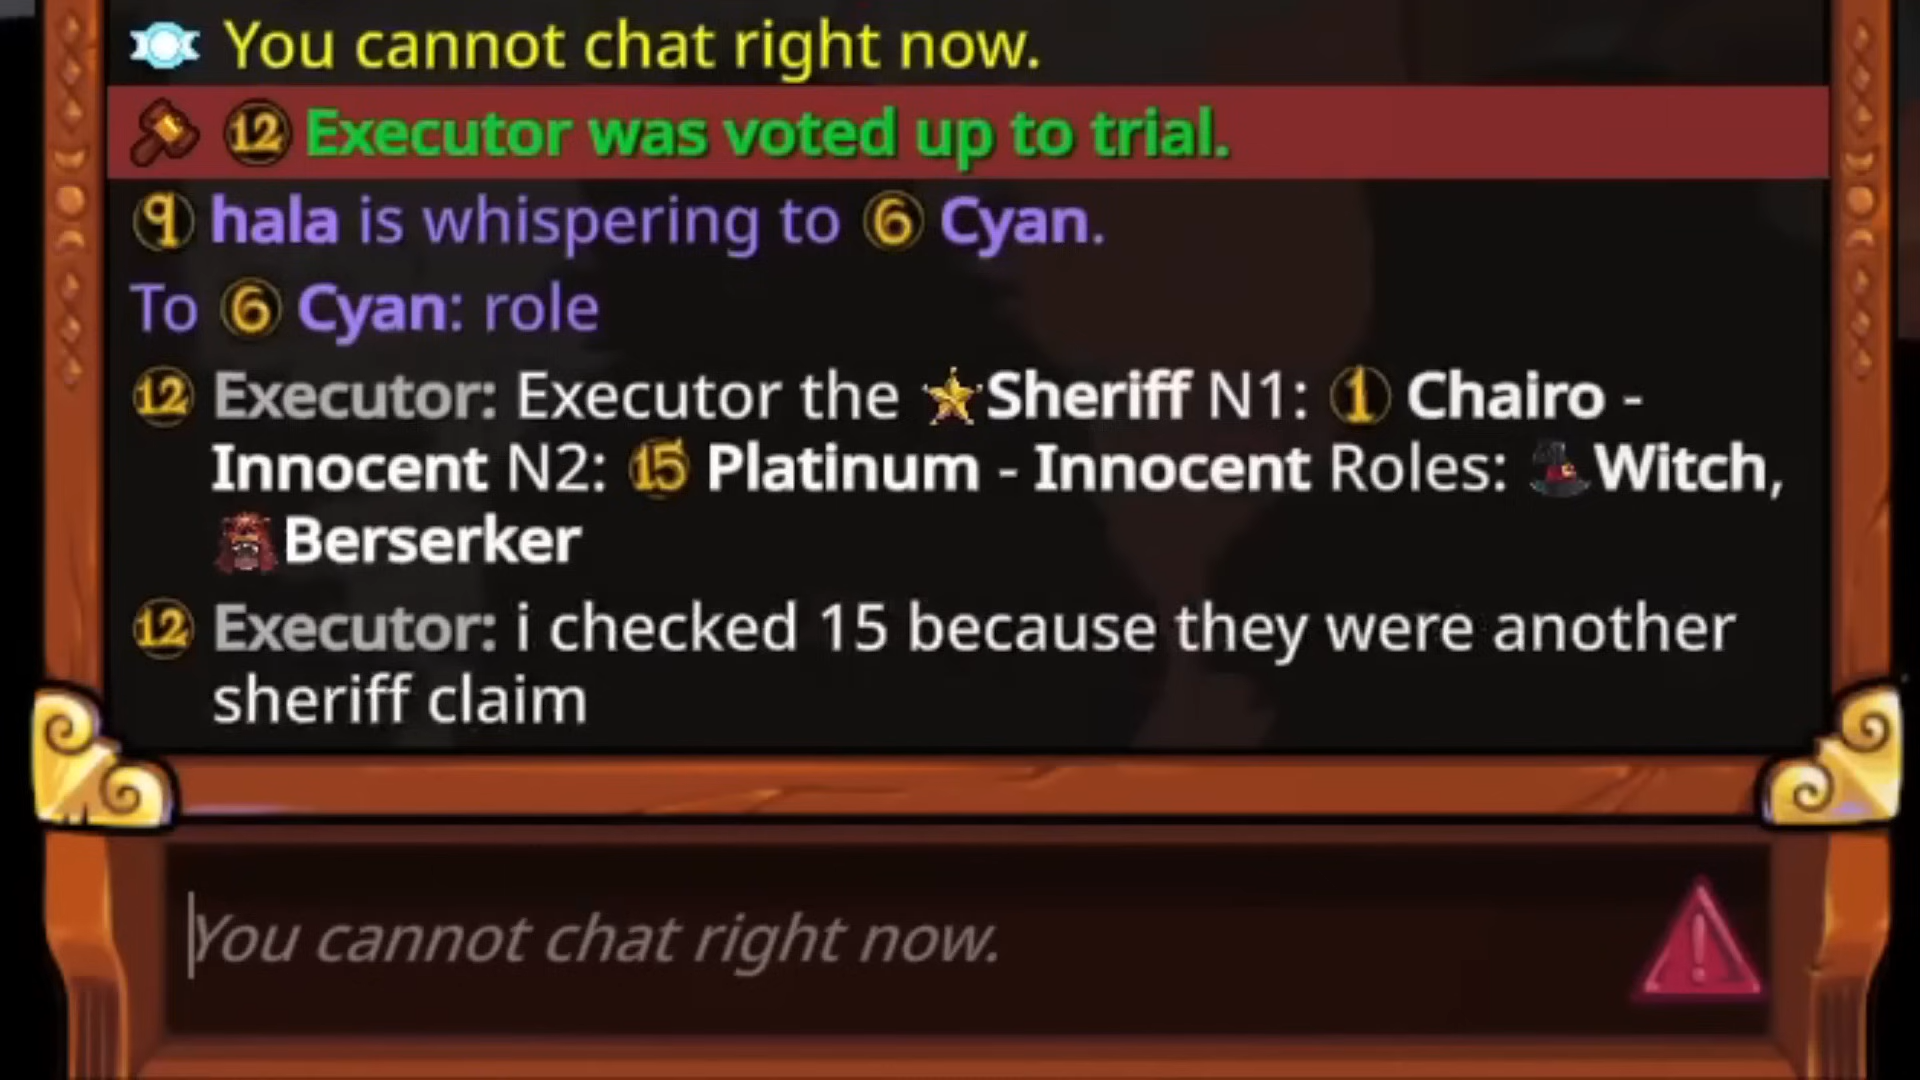 You cannot chat right now.
12 Executor was voted up to trial.
9 hala is whispering to 6 Cyan.
To 6 Cyan: role
12 Executor: Executor the Sheriff N1: 1 Chairo -
Innocent N2: 15 Platinum - Innocent Roles: Witch,
Berserker
12 Executor: i checked 15 because they were another
sheriff claim
You cannot chat right now.